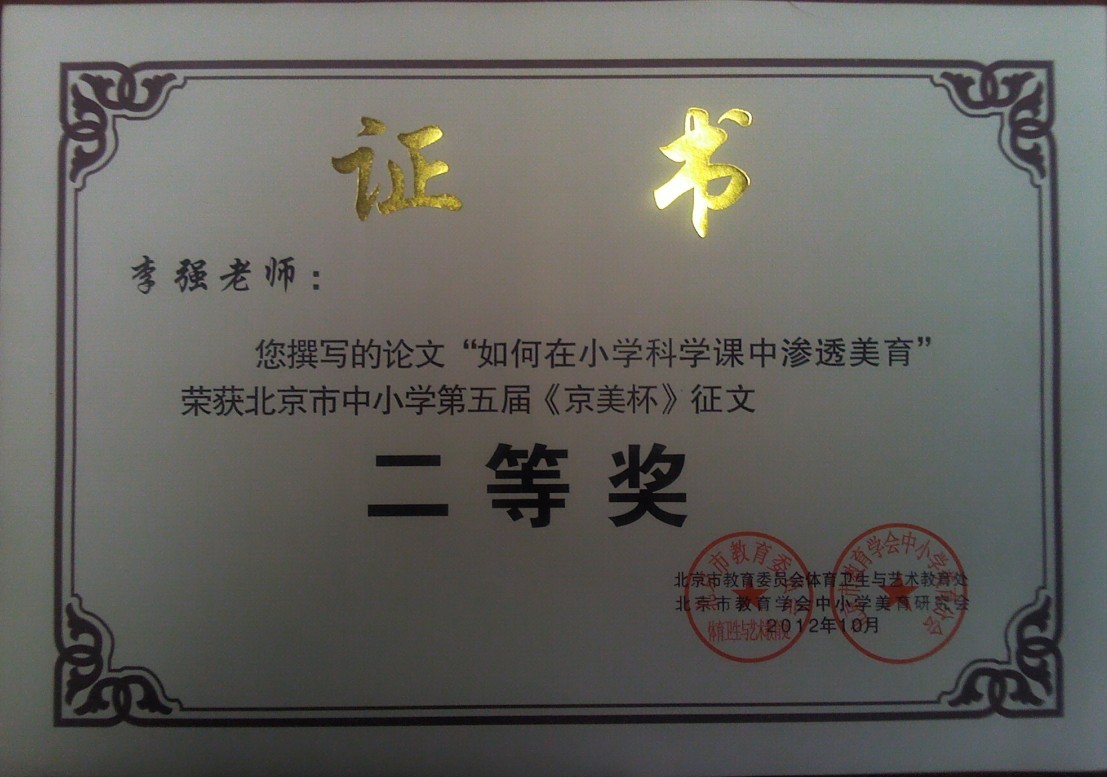 证书
李强老师：
您撰写的论文“如何在小学科学课中渗透美育”
荣获北京市中小学第五届《京美杯》征文
二等奖
北京市教育委员会体育卫生与艺术教育处
北京市教育学会中小学美育研究会
2012年10月